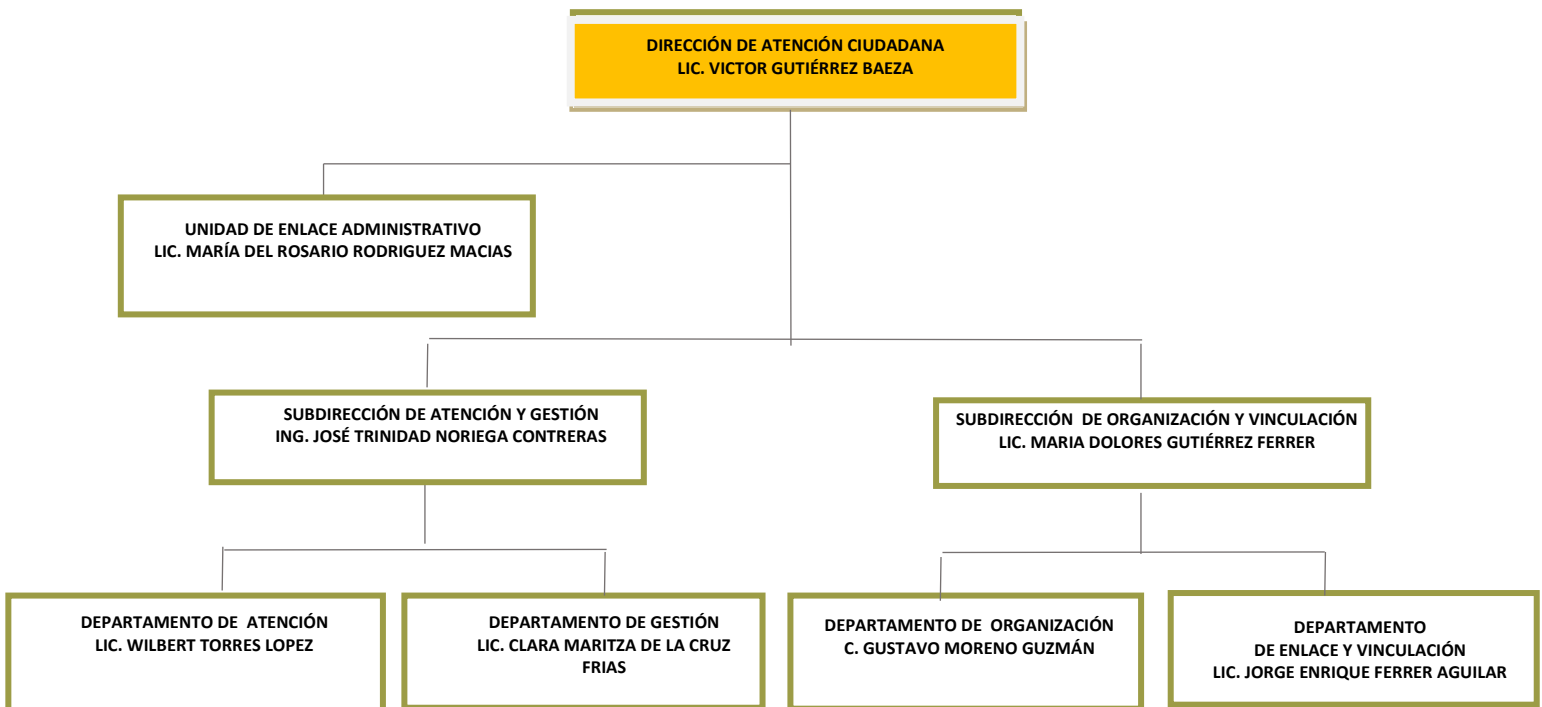 DIRECCIÓN DE ATENCIÓN CIUDADANA
LIC. VICTOR GUTIÉRREZ BAEZA
UNIDAD DE ENLACE ADMINISTRATIVO
LIC. MARÍA DEL ROSARIO RODRIGUEZ MACIAS
SUBDIRECCIÓN DE ATENCIÓN Y GESTIÓN
ING. JOSÉ TRINIDAD NORIEGA CONTRERAS
SUBDIRECCIÓN DE ORGANIZACIÓN Y VINCULACIÓN
LIC. MARIA DOLORES GUTIÉRREZ FERRER
DEPARTAMENTO DE ATENCIÓN
LIC. WILBERT TORRES LOPEZ
DEPARTAMENTO DE GESTIÓN
LIC. CLARA MARITZA DE LA CRUZ
FRIAS
DEPARTAMENTO DE ORGANIZACIÓN
C. GUSTAVO MORENO GUZMÁN
DEPARTAMENTO
DE ENLACE Y VINCULACIÓN
LIC. JORGE ENRIQUE FERRER AGUILAR